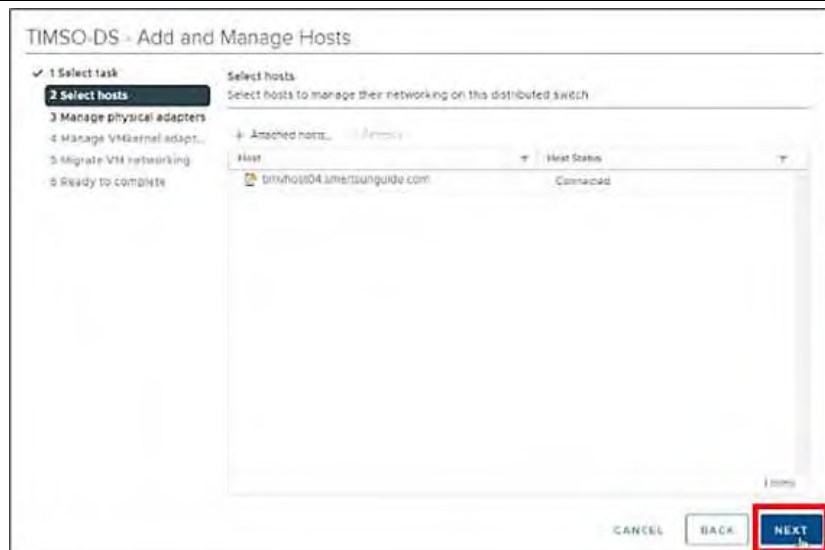 TIMSO-DS - Add and Manage Hosts
1 Select task
2 Select hosts
3 Manage physical adapters
4 Manage VMkernel adapt...
5 Migrate VM networking
6 Ready to complete
Select hosts
Select hosts to manage their networking on this distributed switch
+ Attached hosts...
Host
Host Status
Connected
1 items
CANCEL
BACK
NEXT